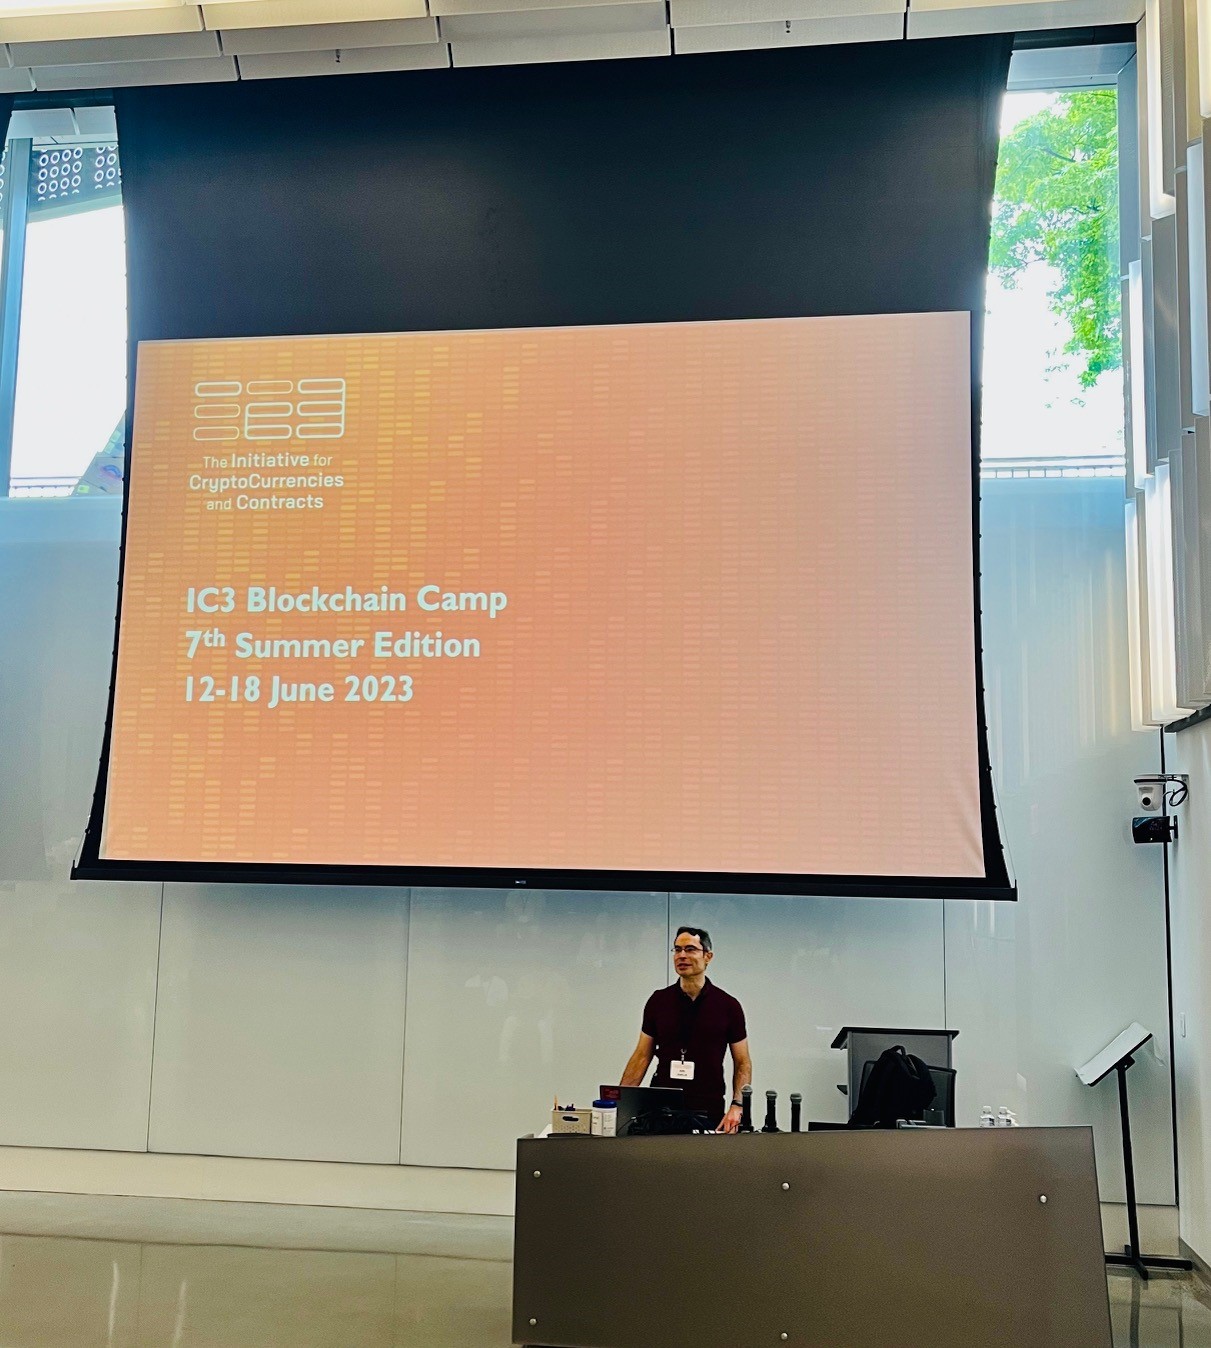 The Initiative for
CryptoCurrencies
and Contracts
IC3 Blockchain Camp
7th Summer Edition
12-18 June 2023